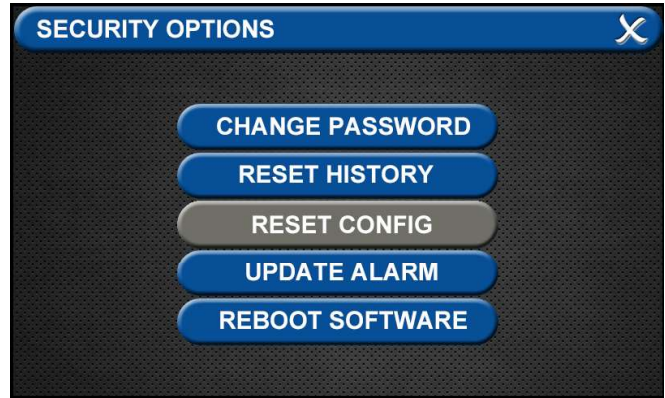 SECURITY OPTIONS
CHANGE PASSWORD
RESET HISTORY
RESET CONFIG
UPDATE ALARM
REBOOT SOFTWARE